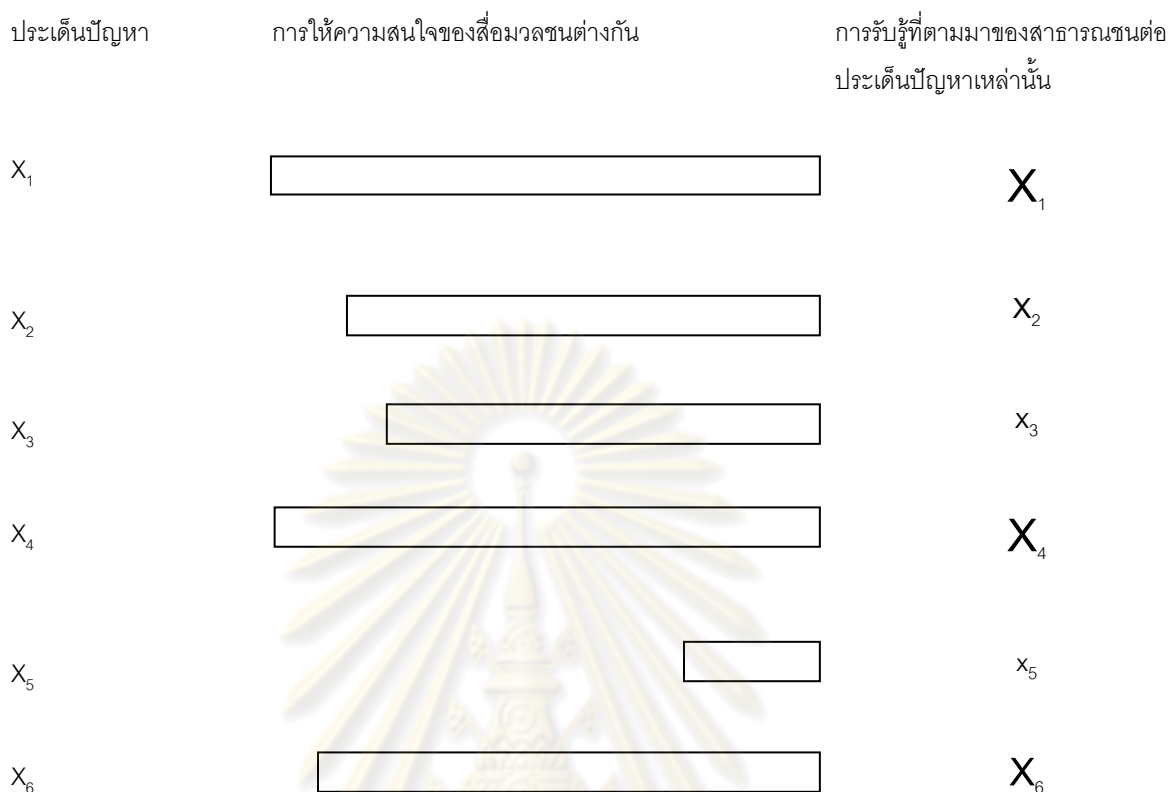 ประเด็นปัญหา การให้ความสนใจของสื่อมวลชนต่างกัน การรับรู้ที่ตามมาของสาธารณชนต่อ
ประเด็นปัญหาเหล่านั้น
X₁ X₁
X₂ X₂
X₃ X₃
X₄ X₄
X₅ X₅
X₆ X₆